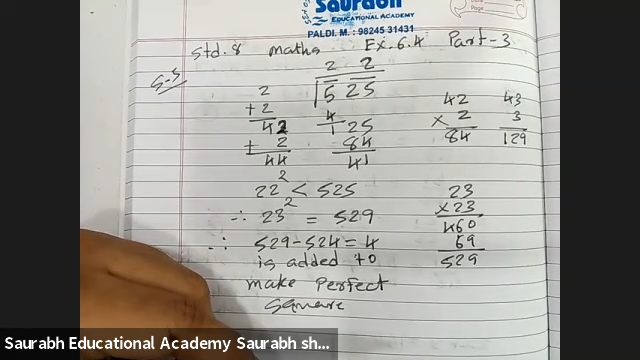 Saurabh
EDUCATIONAL ACADEMY
PALDI. M. : 98245 31431
Date
Page
Std. 8 maths Ex. 6.4 Part-3
Q-5
2 2
5 25
2
+ 2
42
+ 2
44
4
1 25
84
41
42
× 2
84
43
3
129
22² < 525
∴ 23² = 529
∴ 529-524=4
is added to
make Perfect
Square
23
×23
460
69
529
Saurabh Educational Academy Saurabh sh...